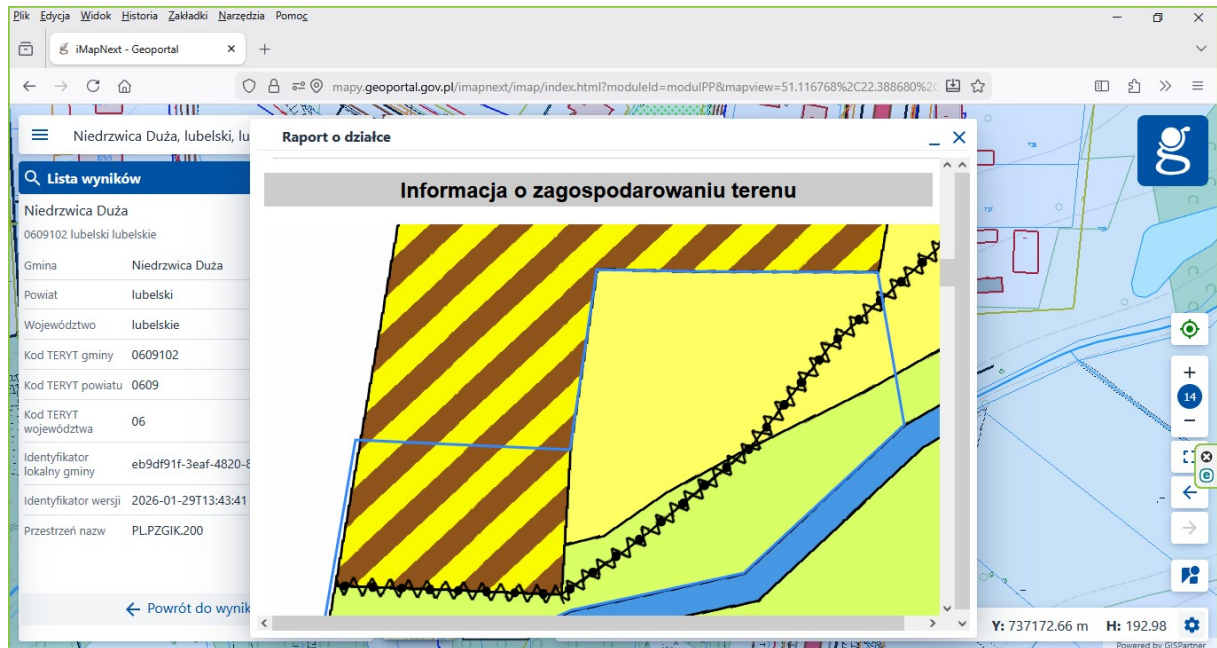 Plik Edycja Widok Historia Zakładki Narzędzia Pomoc
iMapNext - Geoportal
mapy.geoportal.gov.pl/imapnext/imap/index.html?moduleId=modulPP&mapview=51.116768%2C22.388680%2C
Niedrzwica Duża, lubelski, lu
Raport o działce
Lista wyników
Informacja o zagospodarowaniu terenu
Niedrzwica Duża
0609102 lubelski lubelskie
Gmina Niedrzwica Duża
Powiat lubelski
Województwo lubelskie
Kod TERYT gminy 0609102
Kod TERYT powiatu 0609
Kod TERYT województwa 06
Identyfikator lokalny gminy eb9df91f-3eaf-4820-8
Identyfikator wersji 2026-01-29T13:43:41
Przestrzeń nazw PL.PZGIK.200
Powrót do wynik
14
Y: 737172.66 m H: 192.98
Powered by GISPartner